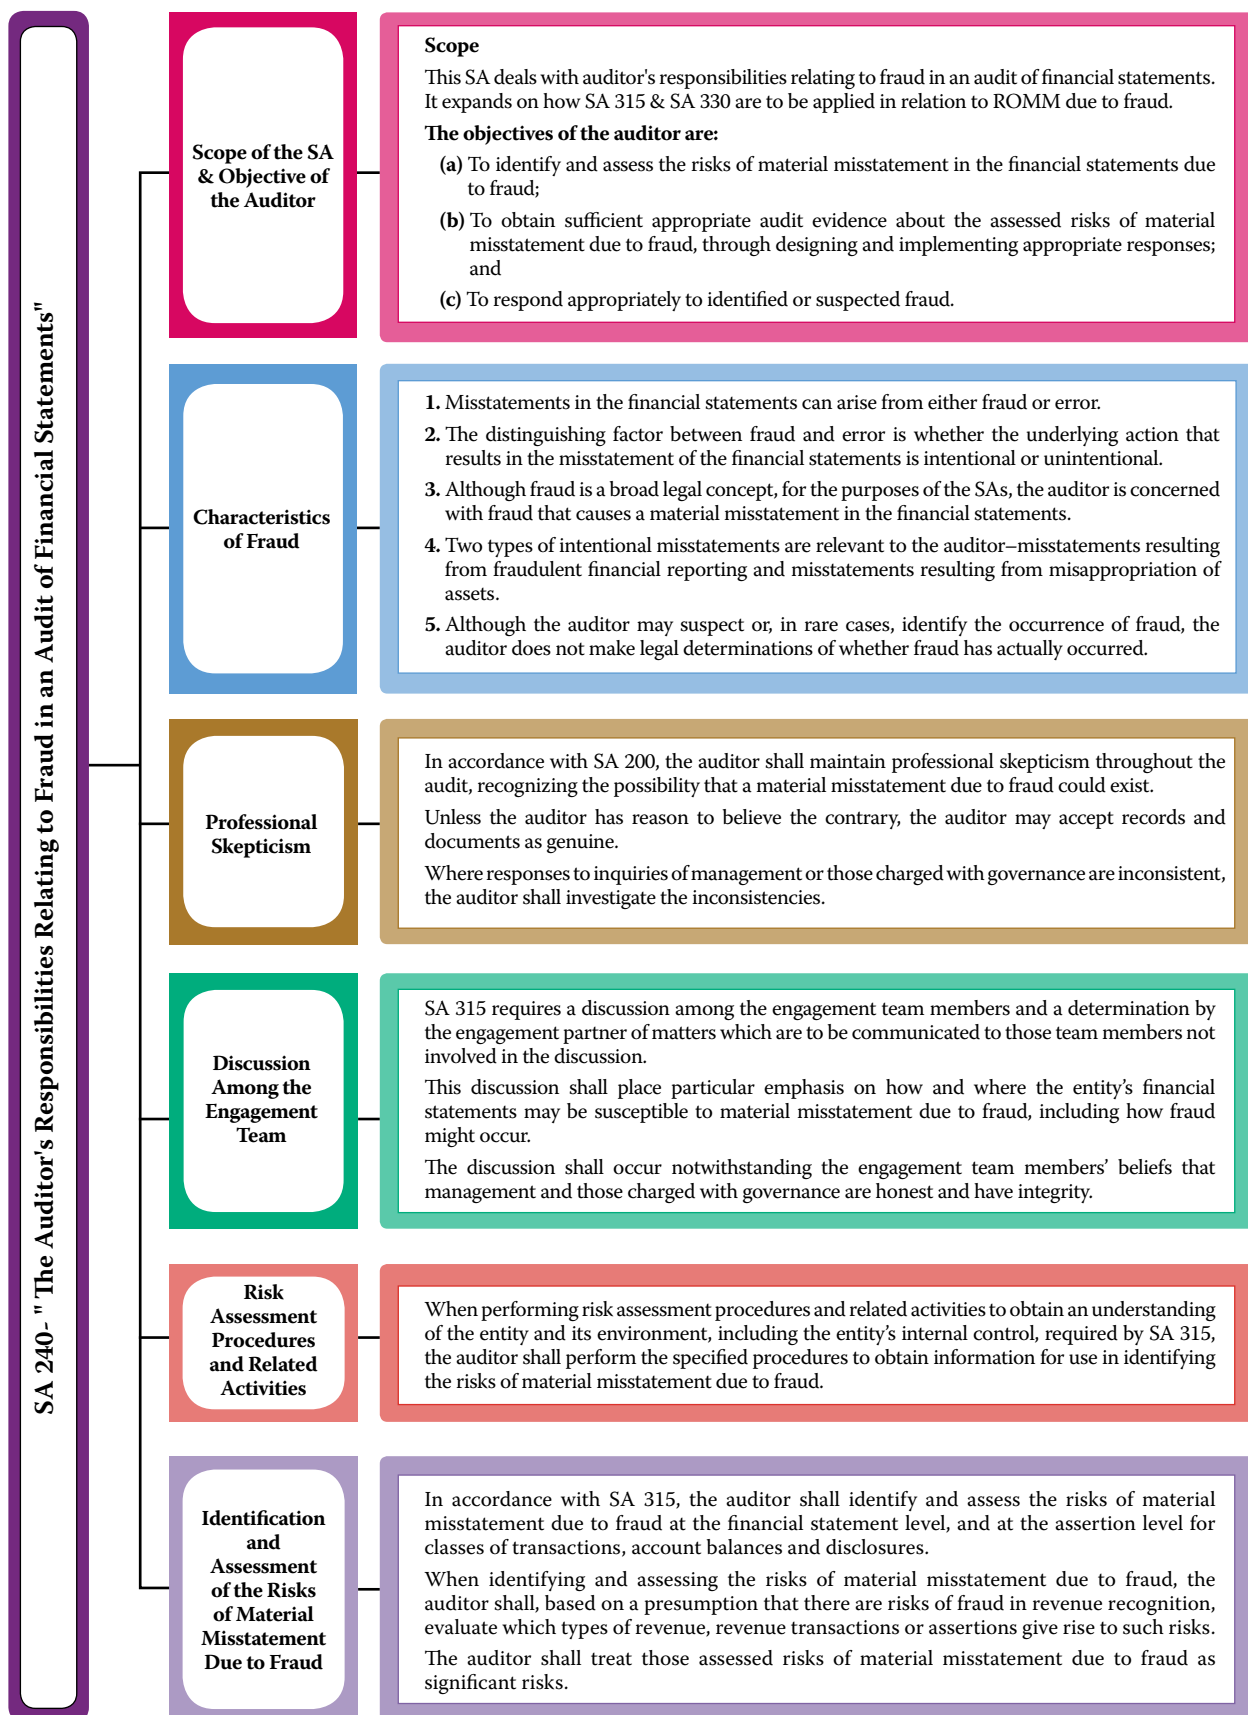 SA 240- "The Auditor's Responsibilities Relating to Fraud in an Audit of Financial Statements"
Scope of the SA
& Objective of
the Auditor
Scope
This SA deals with auditor's responsibilities relating to fraud in an audit of financial statements.
It expands on how SA 315 & SA 330 are to be applied in relation to ROMM due to fraud.
The objectives of the auditor are:
(a) To identify and assess the risks of material misstatement in the financial statements due
to fraud;
(b) To obtain sufficient appropriate audit evidence about the assessed risks of material
misstatement due to fraud, through designing and implementing appropriate responses;
and
(c) To respond appropriately to identified or suspected fraud.
Characteristics
of Fraud
1. Misstatements in the financial statements can arise from either fraud or error.
2. The distinguishing factor between fraud and error is whether the underlying action that
results in the misstatement of the financial statements is intentional or unintentional.
3. Although fraud is a broad legal concept, for the purposes of the SAs, the auditor is concerned
with fraud that causes a material misstatement in the financial statements.
4. Two types of intentional misstatements are relevant to the auditor–misstatements resulting
from fraudulent financial reporting and misstatements resulting from misappropriation of
assets.
5. Although the auditor may suspect or, in rare cases, identify the occurrence of fraud, the
auditor does not make legal determinations of whether fraud has actually occurred.
Professional
Skepticism
In accordance with SA 200, the auditor shall maintain professional skepticism throughout the
audit, recognizing the possibility that a material misstatement due to fraud could exist.
Unless the auditor has reason to believe the contrary, the auditor may accept records and
documents as genuine.
Where responses to inquiries of management or those charged with governance are inconsistent,
the auditor shall investigate the inconsistencies.
Discussion
Among the
Engagement
Team
SA 315 requires a discussion among the engagement team members and a determination by
the engagement partner of matters which are to be communicated to those team members not
involved in the discussion.
This discussion shall place particular emphasis on how and where the entity's financial
statements may be susceptible to material misstatement due to fraud, including how fraud
might occur.
The discussion shall occur notwithstanding the engagement team members' beliefs that
management and those charged with governance are honest and have integrity.
Risk
Assessment
Procedures
and Related
Activities
When performing risk assessment procedures and related activities to obtain an understanding
of the entity and its environment, including the entity's internal control, required by SA 315,
the auditor shall perform the specified procedures to obtain information for use in identifying
the risks of material misstatement due to fraud.
Identification
and
Assessment
of the Risks
of Material
Misstatement
Due to Fraud
In accordance with SA 315, the auditor shall identify and assess the risks of material
misstatement due to fraud at the financial statement level, and at the assertion level for
classes of transactions, account balances and disclosures.
When identifying and assessing the risks of material misstatement due to fraud, the
auditor shall, based on a presumption that there are risks of fraud in revenue recognition,
evaluate which types of revenue, revenue transactions or assertions give rise to such risks.
The auditor shall treat those assessed risks of material misstatement due to fraud as
significant risks.